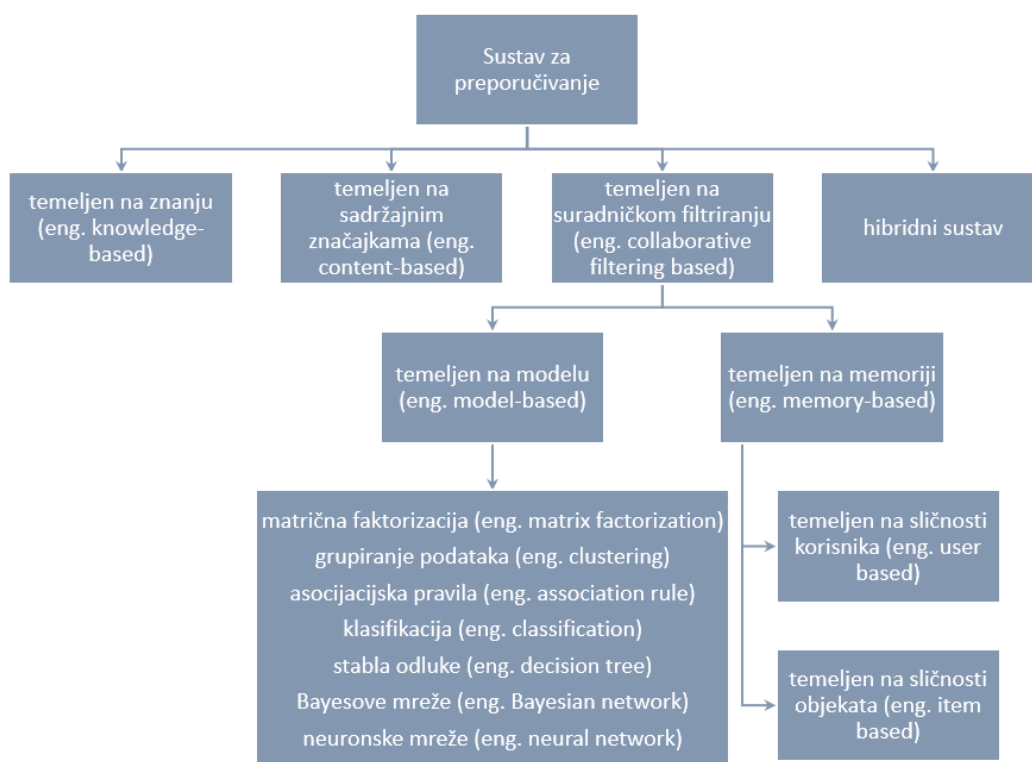 Sustav za
preporučivanje
temeljen na znanju
(eng. knowledge-
based)
temeljen na
sadržajnim
značajkama (eng.
content-based)
temeljen na
suradničkom filtriranju
(eng. collaborative
filtering based)
hibridni sustav
temeljen na modelu
(eng. model-based)
temeljen na memoriji
(eng. memory-based)
matrična faktorizacija (eng. matrix factorization)
grupiranje podataka (eng. clustering)
asocijacijska pravila (eng. association rule)
klasifikacija (eng. classification)
stabla odluke (eng. decision tree)
Bayesove mreže (eng. Bayesian network)
neuronske mreže (eng. neural network)
temeljen na sličnosti
korisnika (eng. user
based)
temeljen na sličnosti
objekata (eng. item
based)